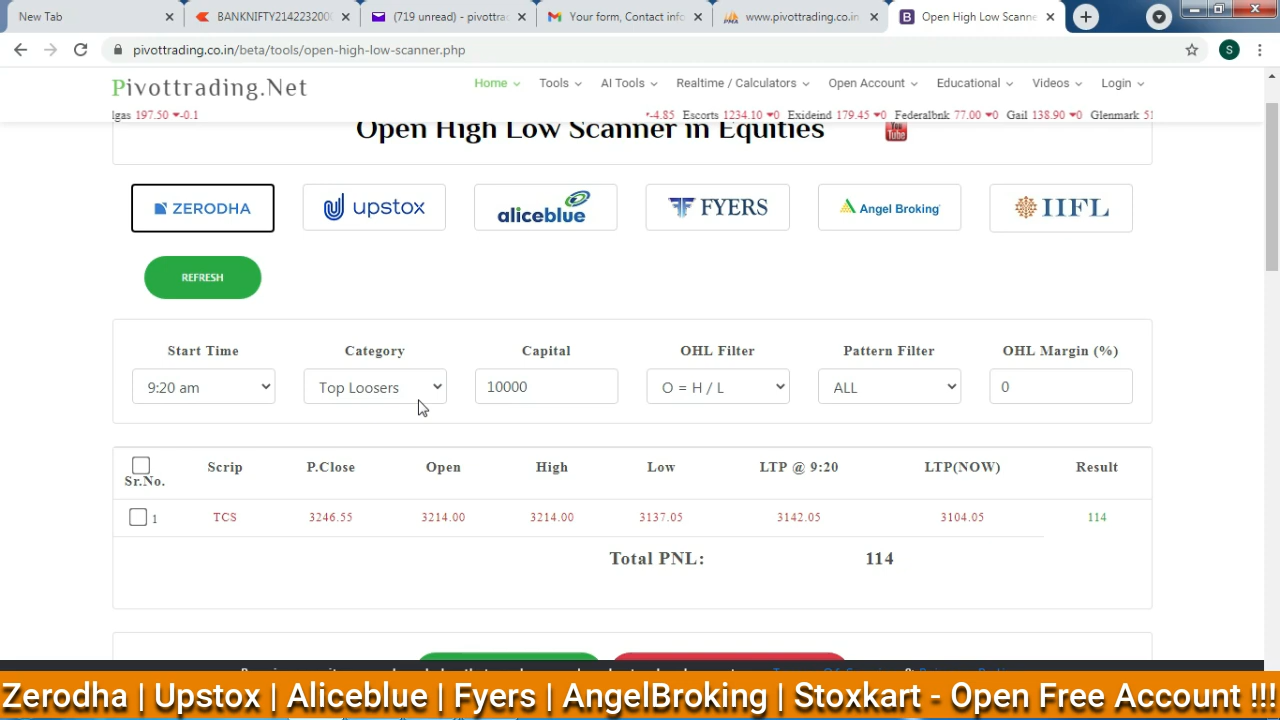 New Tab
BANKNIFTY214223200
(719 unread) - pivottra
Your form, Contact info
www.pivottrading.co.in
Open High Low Scanne
pivottrading.co.in/beta/tools/open-high-low-scanner.php
S
Pivottrading.Net
Home
Tools
AI Tools
Realtime / Calculators
Open Account
Educational
Videos
Login
lgas 197.50 -0.1
-4.85 Escorts 1234.10 0 Exideind 179.45 0 Federalbnk 77.00 0 Gail 138.90 0 Glenmark 51
Open High Low Scanner in Equities
You Tube
ZERODHA
upstox
aliceblue
FYERS
Angel Broking
IIFL
REFRESH
Start Time Category Capital OHL Filter Pattern Filter OHL Margin (%)
9:20 am Top Loosers 10000 O = H / L ALL 0
Sr.No. Scrip P.Close Open High Low LTP @ 9:20 LTP(NOW) Result
1 TCS 3246.55 3214.00 3214.00 3137.05 3142.05 3104.05 114
Total PNL: 114
Zerodha | Upstox | Aliceblue | Fyers | AngelBroking | Stoxkart - Open Free Account !!!